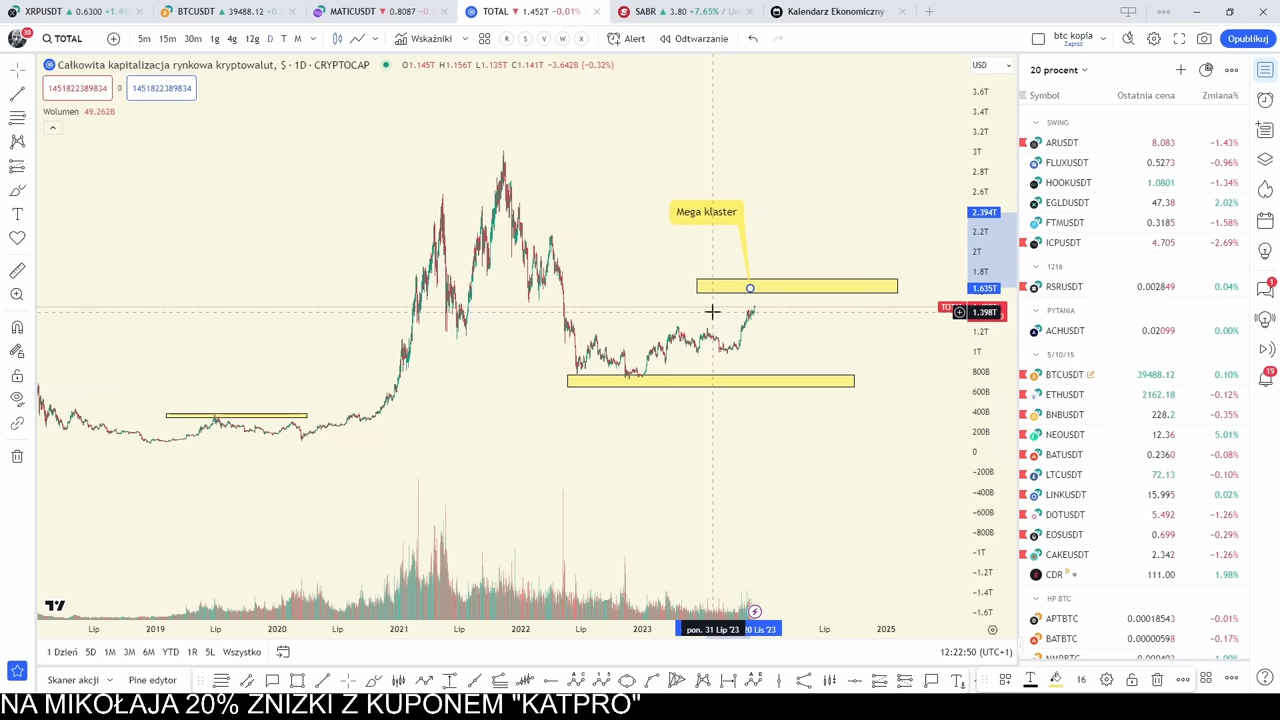 XRPUSDT ▲ 0.6300 +1.4
BTCUSDT ▲ 39488.12 +0.
MATICUSDT ▼ 0.8087 −0.
TOTAL ▼ 1.452T −0.01%
SABR ▲ 3.80 +7.65%
Kalendarz Ekonomiczny
30
TOTAL
5m 15m 30m 1g 4g 12g D T M
Wskaźniki
R S V W X
Alert
Odtwarzanie
btc kopia
Zapisz
Opublikuj
Całkowita kapitalizacja rynkowa kryptowalut, $ · 1D · CRYPTOCAP
O1.145T H1.156T L1.135T C1.141T −3.642B (−0.32%)
USD
1451822389834 0 1451822389834
Wolumen 49.262B
Mega klaster
3.6T
3.4T
3.2T
3T
2.8T
2.6T
2.394T
2.2T
2T
1.8T
1.635T
1.398T
1.2T
1T
800B
600B
400B
200B
0
−200B
−400B
−600B
−800B
−1T
−1.2T
−1.4T
−1.6T
Lip 2019 Lip 2020 Lip 2021 Lip 2022 Lip 2023 pon. 31 Lip '23 20 Lis '23 Lip 2025
1 Dzień 5D 1M 3M 6M YTD 1R 5L Wszystko
12:22:50 (UTC+1)
Skaner akcji
Pine edytor
16
20 procent
Symbol Ostatnia cena Zmiana%
SWING
ARUSDT 8.083 −1.43%
FLUXUSDT 0.5273 −0.96%
HOOKUSDT 1.0801 −1.34%
EGLDUSDT 47.38 2.02%
FTMUSDT 0.3185 −1.58%
ICPUSDT 4.705 −2.69%
1216
RSRUSDT 0.002849 0.04%
PYTANIA
ACHUSDT 0.02099 0.00%
5/10/15
BTCUSDT 39488.12 0.10%
ETHUSDT 2162.18 −0.12%
BNBUSDT 228.2 −0.35%
NEOUSDT 12.36 5.01%
BATUSDT 0.2360 −0.08%
LTCUSDT 72.13 −0.10%
LINKUSDT 15.995 0.02%
DOTUSDT 5.492 −1.26%
EOSUSDT 0.699 −0.29%
CAKEUSDT 2.342 −1.26%
CDR D 111.00 1.98%
HP BTC
APTBTC 0.00018543 −0.01%
BATBTC 0.00000598 −0.17%
1
19
NA MIKOŁAJA 20% ZNIZKI Z KUPONEM "KATPRO"